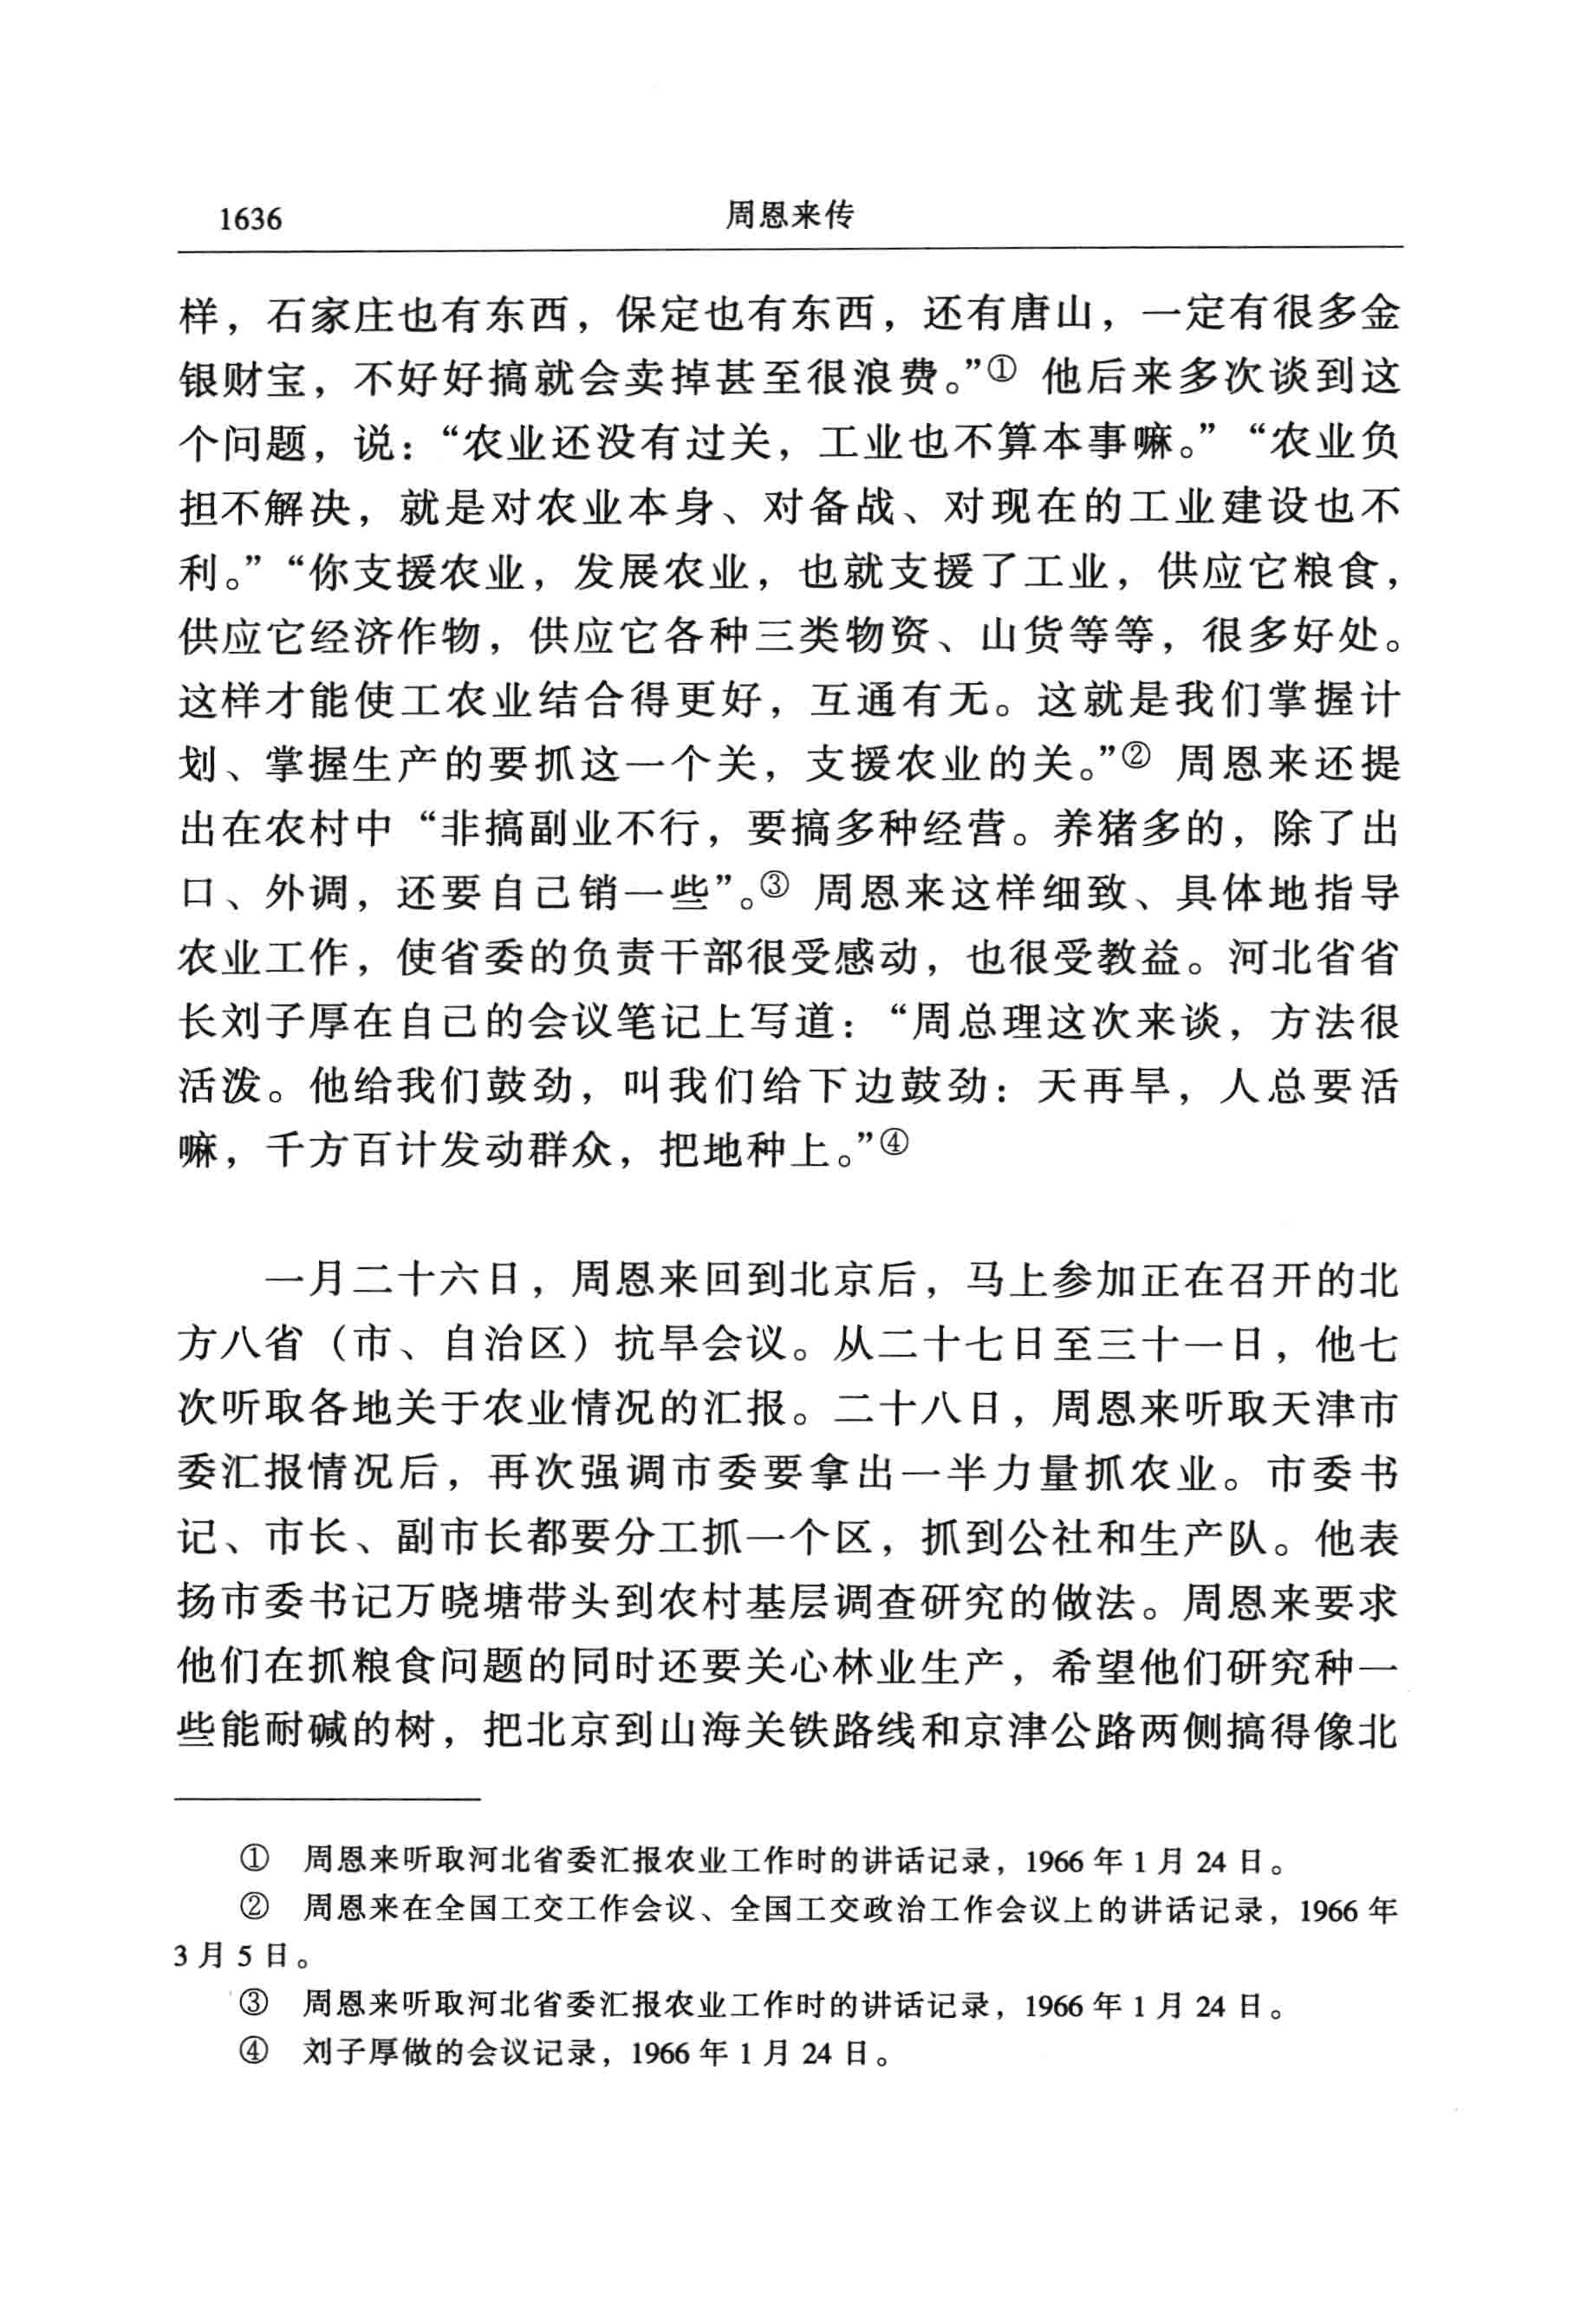 1636 周恩来传
样，石家庄也有东西，保定也有东西，还有唐山，一定有很多金
银财宝，不好好搞就会卖掉甚至很浪费。”① 他后来多次谈到这
个问题，说：“农业还没有过关，工业也不算本事嘛。”“农业负
担不解决，就是对农业本身、对备战、对现在的工业建设也不
利。”“你支援农业，发展农业，也就支援了工业，供应它粮食，
供应它经济作物，供应它各种三类物资、山货等等，很多好处。
这样才能使工农业结合得更好，互通有无。这就是我们掌握计
划、掌握生产的要抓这一个关，支援农业的关。”② 周恩来还提
出在农村中“非搞副业不行，要搞多种经营。养猪多的，除了出
口、外调，还要自己销一些”。③ 周恩来这样细致、具体地指导
农业工作，使省委的负责干部很受感动，也很受教益。河北省省
长刘子厚在自己的会议笔记上写道：“周总理这次来谈，方法很
活泼。他给我们鼓劲，叫我们给下边鼓劲：天再旱，人总要活
嘛，千方百计发动群众，把地种上。”④
一月二十六日，周恩来回到北京后，马上参加正在召开的北
方八省（市、自治区）抗旱会议。从二十七日至三十一日，他七
次听取各地关于农业情况的汇报。二十八日，周恩来听取天津市
委汇报情况后，再次强调市委要拿出一半力量抓农业。市委书
记、市长、副市长都要分工抓一个区，抓到公社和生产队。他表
扬市委书记万晓塘带头到农村基层调查研究的做法。周恩来要求
他们在抓粮食问题的同时还要关心林业生产，希望他们研究种一
些能耐碱的树，把北京到山海关铁路线和京津公路两侧搞得像北
① 周恩来听取河北省委汇报农业工作时的讲话记录，1966 年 1 月 24 日。
② 周恩来在全国工交工作会议、全国工交政治工作会议上的讲话记录，1966 年
3 月 5 日。
③ 周恩来听取河北省委汇报农业工作时的讲话记录，1966 年 1 月 24 日。
④ 刘子厚做的会议记录，1966 年 1 月 24 日。